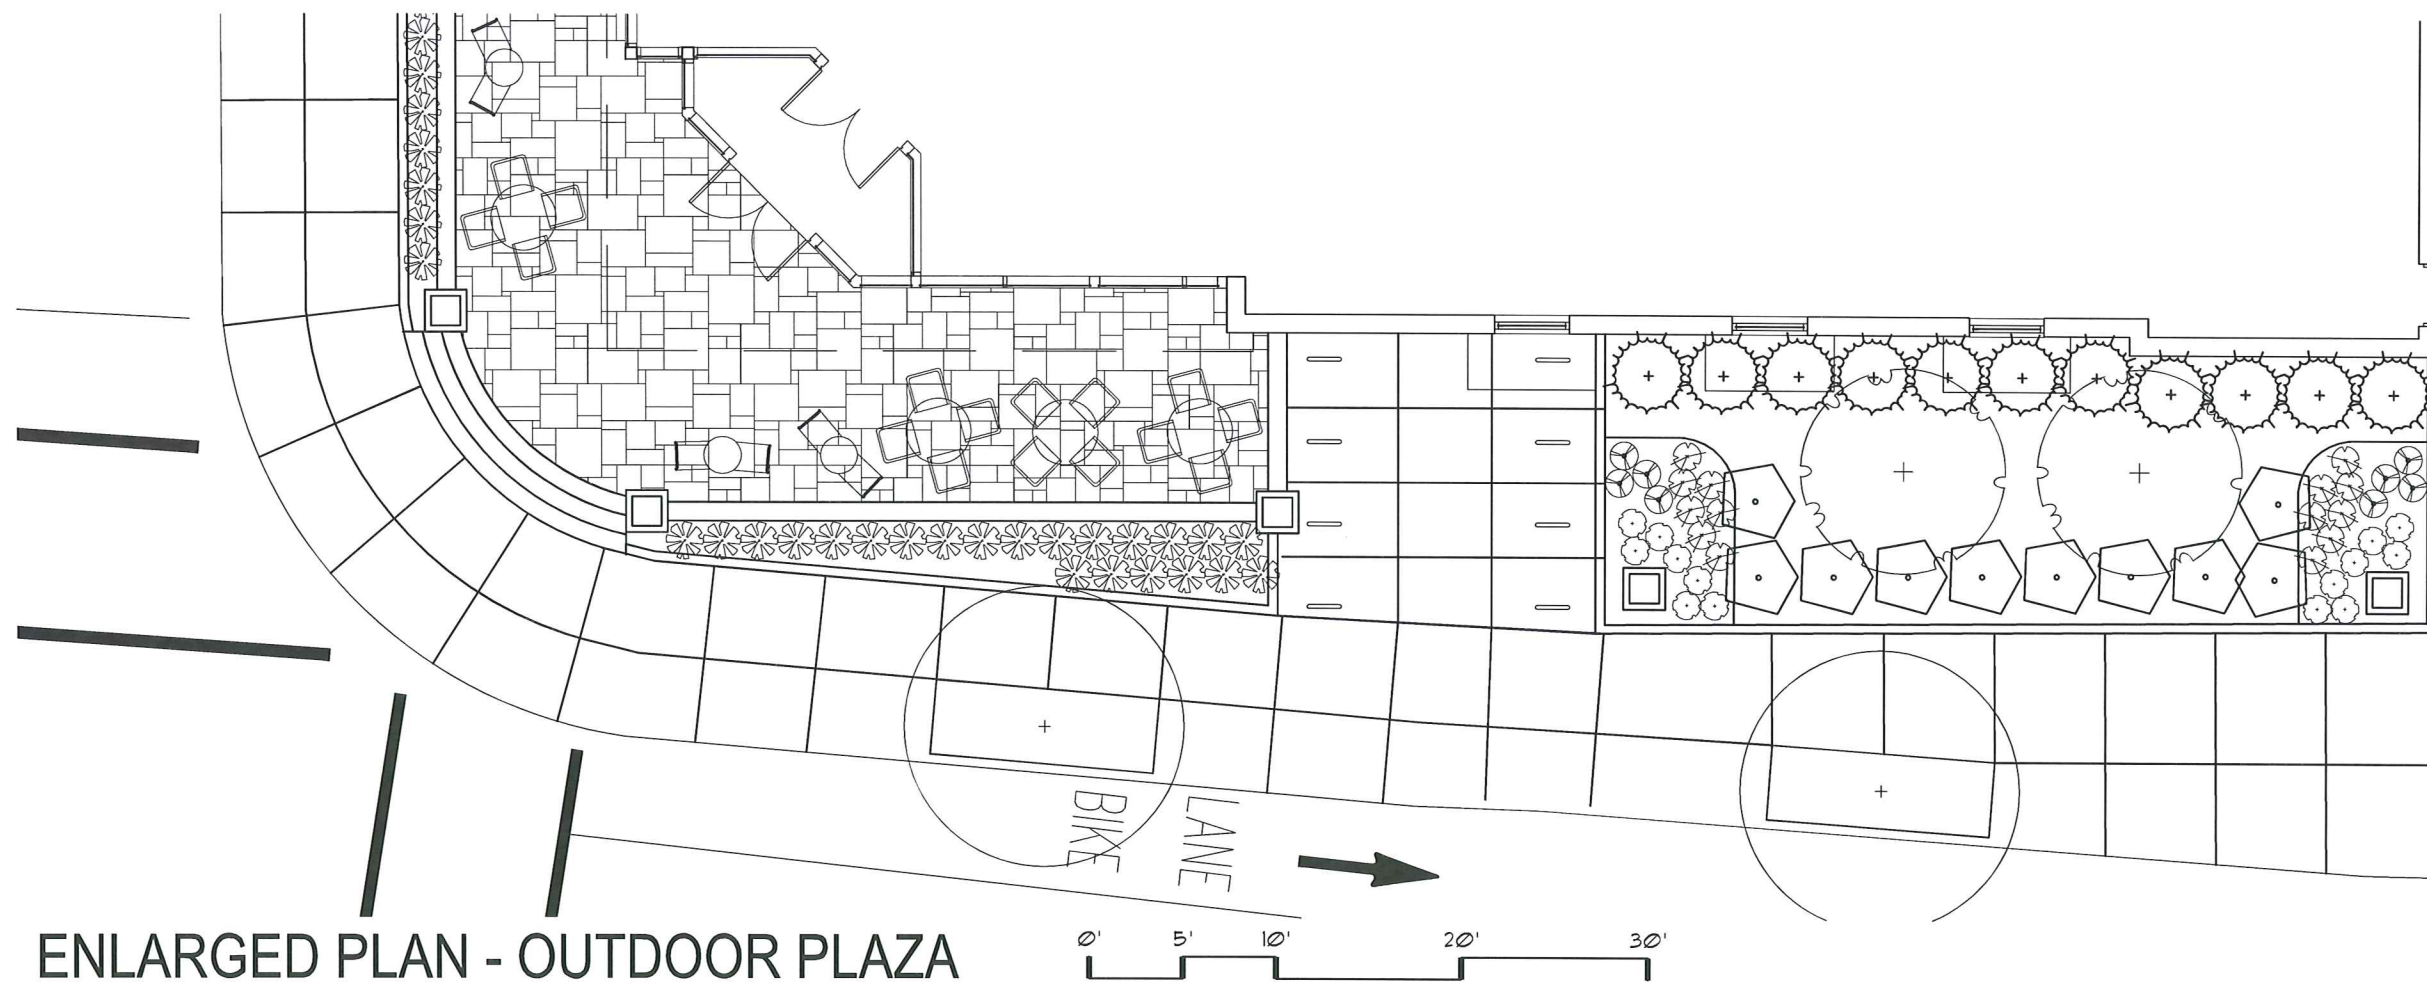 BIKE
LANE
ENLARGED PLAN - OUTDOOR PLAZA
0' 5' 10' 20' 30'